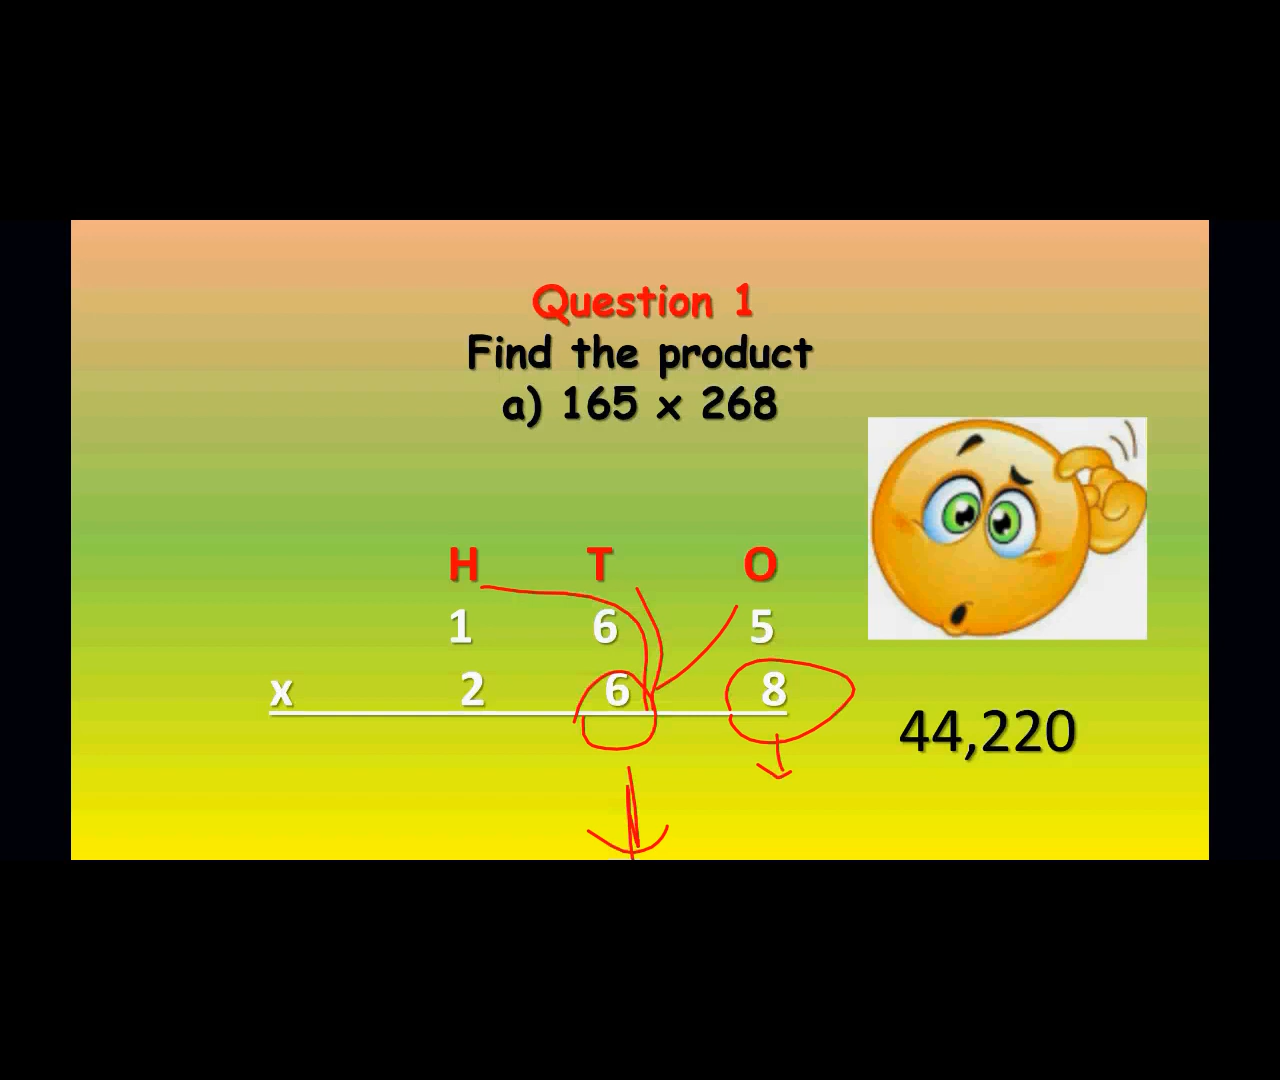 Question 1
Find the product
a) 165 x 268
H T O
1 6 5
x 2 6 8
44,220